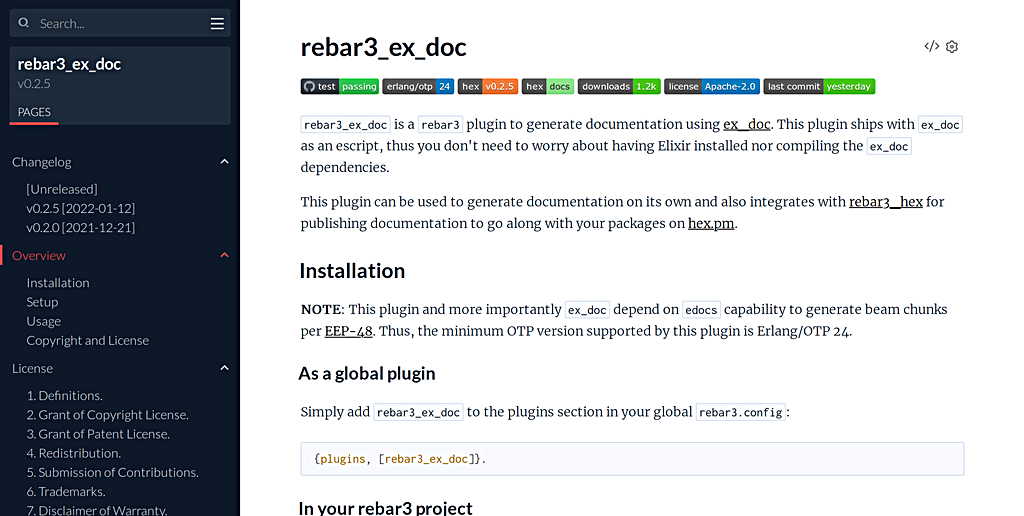 Search...
rebar3_ex_doc
v0.2.5
PAGES
Changelog
[Unreleased]
v0.2.5 [2022-01-12]
v0.2.0 [2021-12-21]
Overview
Installation
Setup
Usage
Copyright and License
License
1. Definitions.
2. Grant of Copyright License.
3. Grant of Patent License.
4. Redistribution.
5. Submission of Contributions.
6. Trademarks.
7. Disclaimer of Warranty.
rebar3_ex_doc
</>
test passing erlang/otp 24 hex v0.2.5 hex docs downloads 1.2k license Apache-2.0 last commit yesterday
rebar3_ex_doc is a rebar3 plugin to generate documentation using ex_doc. This plugin ships with ex_doc
as an escript, thus you don't need to worry about having Elixir installed nor compiling the ex_doc
dependencies.
This plugin can be used to generate documentation on its own and also integrates with rebar3_hex for
publishing documentation to go along with your packages on hex.pm.
Installation
NOTE: This plugin and more importantly ex_doc depend on edocs capability to generate beam chunks
per EEP-48. Thus, the minimum OTP version supported by this plugin is Erlang/OTP 24.
As a global plugin
Simply add rebar3_ex_doc to the plugins section in your global rebar3.config:
{plugins, [rebar3_ex_doc]}.
In your rebar3 project